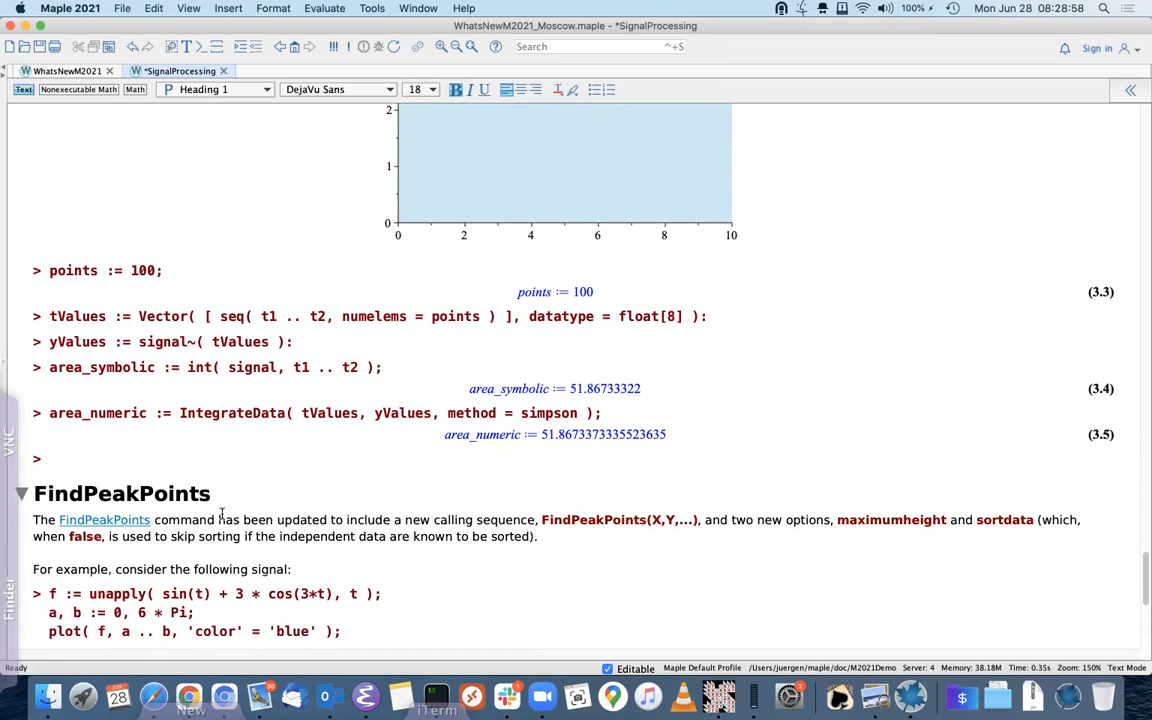 Maple 2021 File Edit View Insert Format Evaluate Tools Window Help 100% Mon Jun 28 08:28:58
WhatsNewM2021_Moscow.maple - *SignalProcessing
Search ^+S Sign in
WhatsNewM2021 *SignalProcessing
Text Nonexecutable Math Math P Heading 1 DejaVu Sans 18 B I U
2
1
0
0 2 4 6 8 10
> points := 100;
points := 100 (3.3)
> tValues := Vector( [ seq( t1 .. t2, numelems = points ) ], datatype = float[8] ):
> yValues := signal~( tValues ):
> area_symbolic := int( signal, t1 .. t2 );
area_symbolic := 51.86733322 (3.4)
> area_numeric := IntegrateData( tValues, yValues, method = simpson );
area_numeric := 51.8673373335523635 (3.5)
>
FindPeakPoints
The FindPeakPoints command has been updated to include a new calling sequence, FindPeakPoints(X,Y,...), and two new options, maximumheight and sortdata (which,
when false, is used to skip sorting if the independent data are known to be sorted).
For example, consider the following signal:
> f := unapply( sin(t) + 3 * cos(3*t), t );
a, b := 0, 6 * Pi;
plot( f, a .. b, 'color' = 'blue' );
VNC
Finder
Ready Editable Maple Default Profile /Users/juergen/maple/doc/M2021Demo Server: 4 Memory: 38.18M Time: 0.35s Zoom: 150% Text Mode
New iTerm